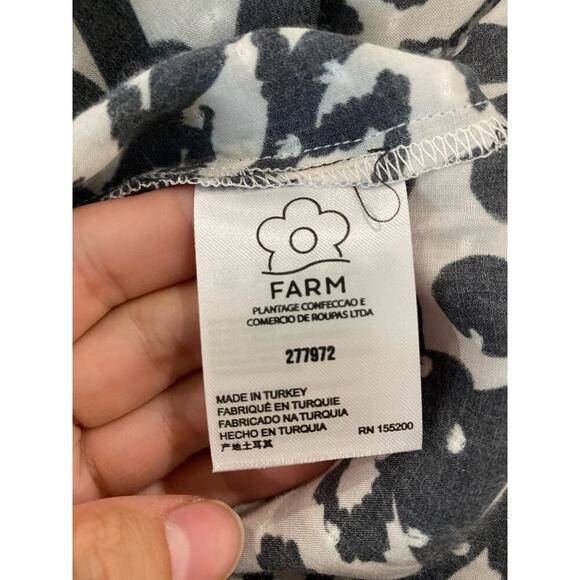 FARM
PLANTAGE CONFECCAO E
COMERCIO DE ROUPAS LTDA
277972
MADE IN TURKEY
FABRIQUÉ EN TURQUIE
FABRICADO NA TURQUIA
HECHO EN TURQUIA
产地土耳其
RN 155200